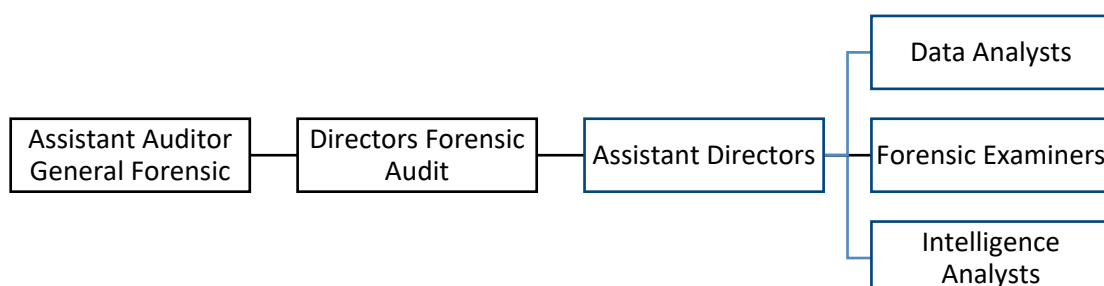 Data Analysts
Assistant Auditor
General Forensic
Directors Forensic
Audit
Assistant Directors
Forensic Examiners
Intelligence
Analysts